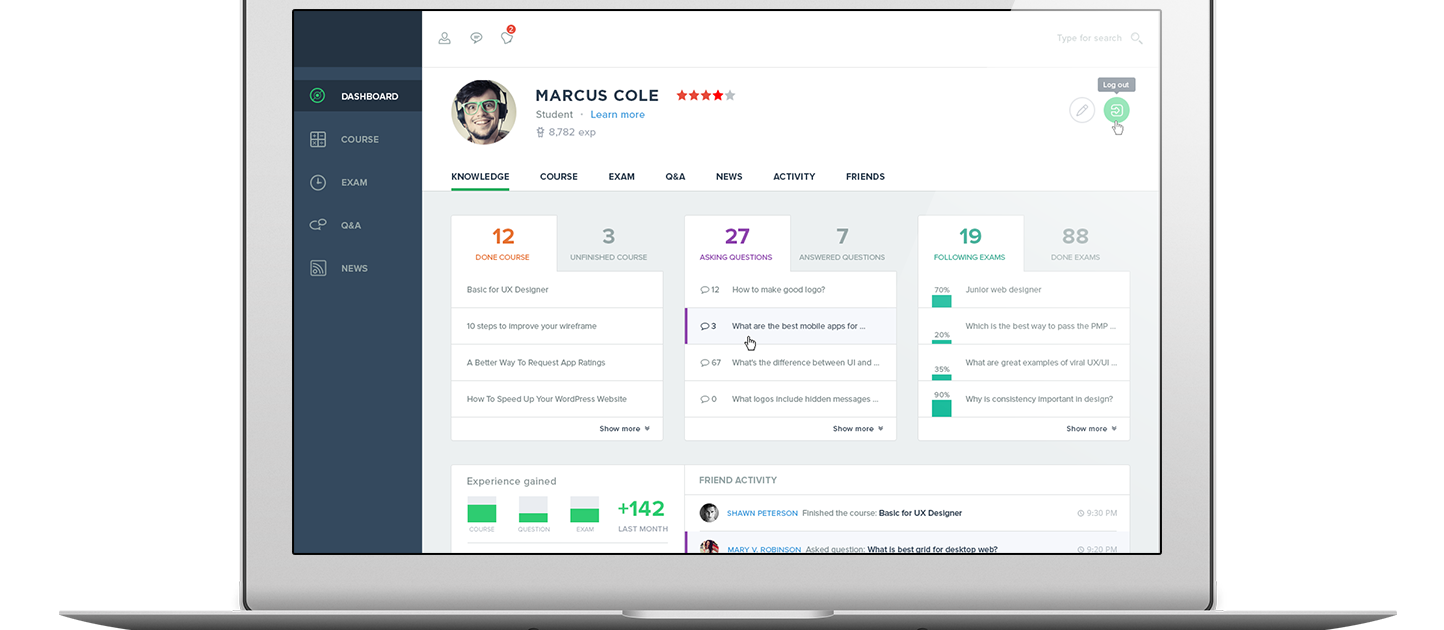 2
Type for search
Log out
DASHBOARD
COURSE
EXAM
Q&A
NEWS
MARCUS COLE
Student · Learn more
8,782 exp
KNOWLEDGE COURSE EXAM Q&A NEWS ACTIVITY FRIENDS
12
DONE COURSE
3
UNFINISHED COURSE
Basic for UX Designer
10 steps to improve your wireframe
A Better Way To Request App Ratings
How To Speed Up Your WordPress Website
Show more
27
ASKING QUESTIONS
7
ANSWERED QUESTIONS
12 How to make good logo?
3 What are the best mobile apps for ...
67 What's the difference between UI and ...
0 What logos include hidden messages ...
Show more
19
FOLLOWING EXAMS
88
DONE EXAMS
70% Junior web designer
20% Which is the best way to pass the PMP ...
35% What are great examples of viral UX/UI ...
90% Why is consistency important in design?
Show more
Experience gained
COURSE
QUESTION
EXAM
+142
LAST MONTH
FRIEND ACTIVITY
SHAWN PETERSON Finished the course: Basic for UX Designer 9:30 PM
MARY V. ROBINSON Asked question: What is best grid for desktop web? 9:20 PM